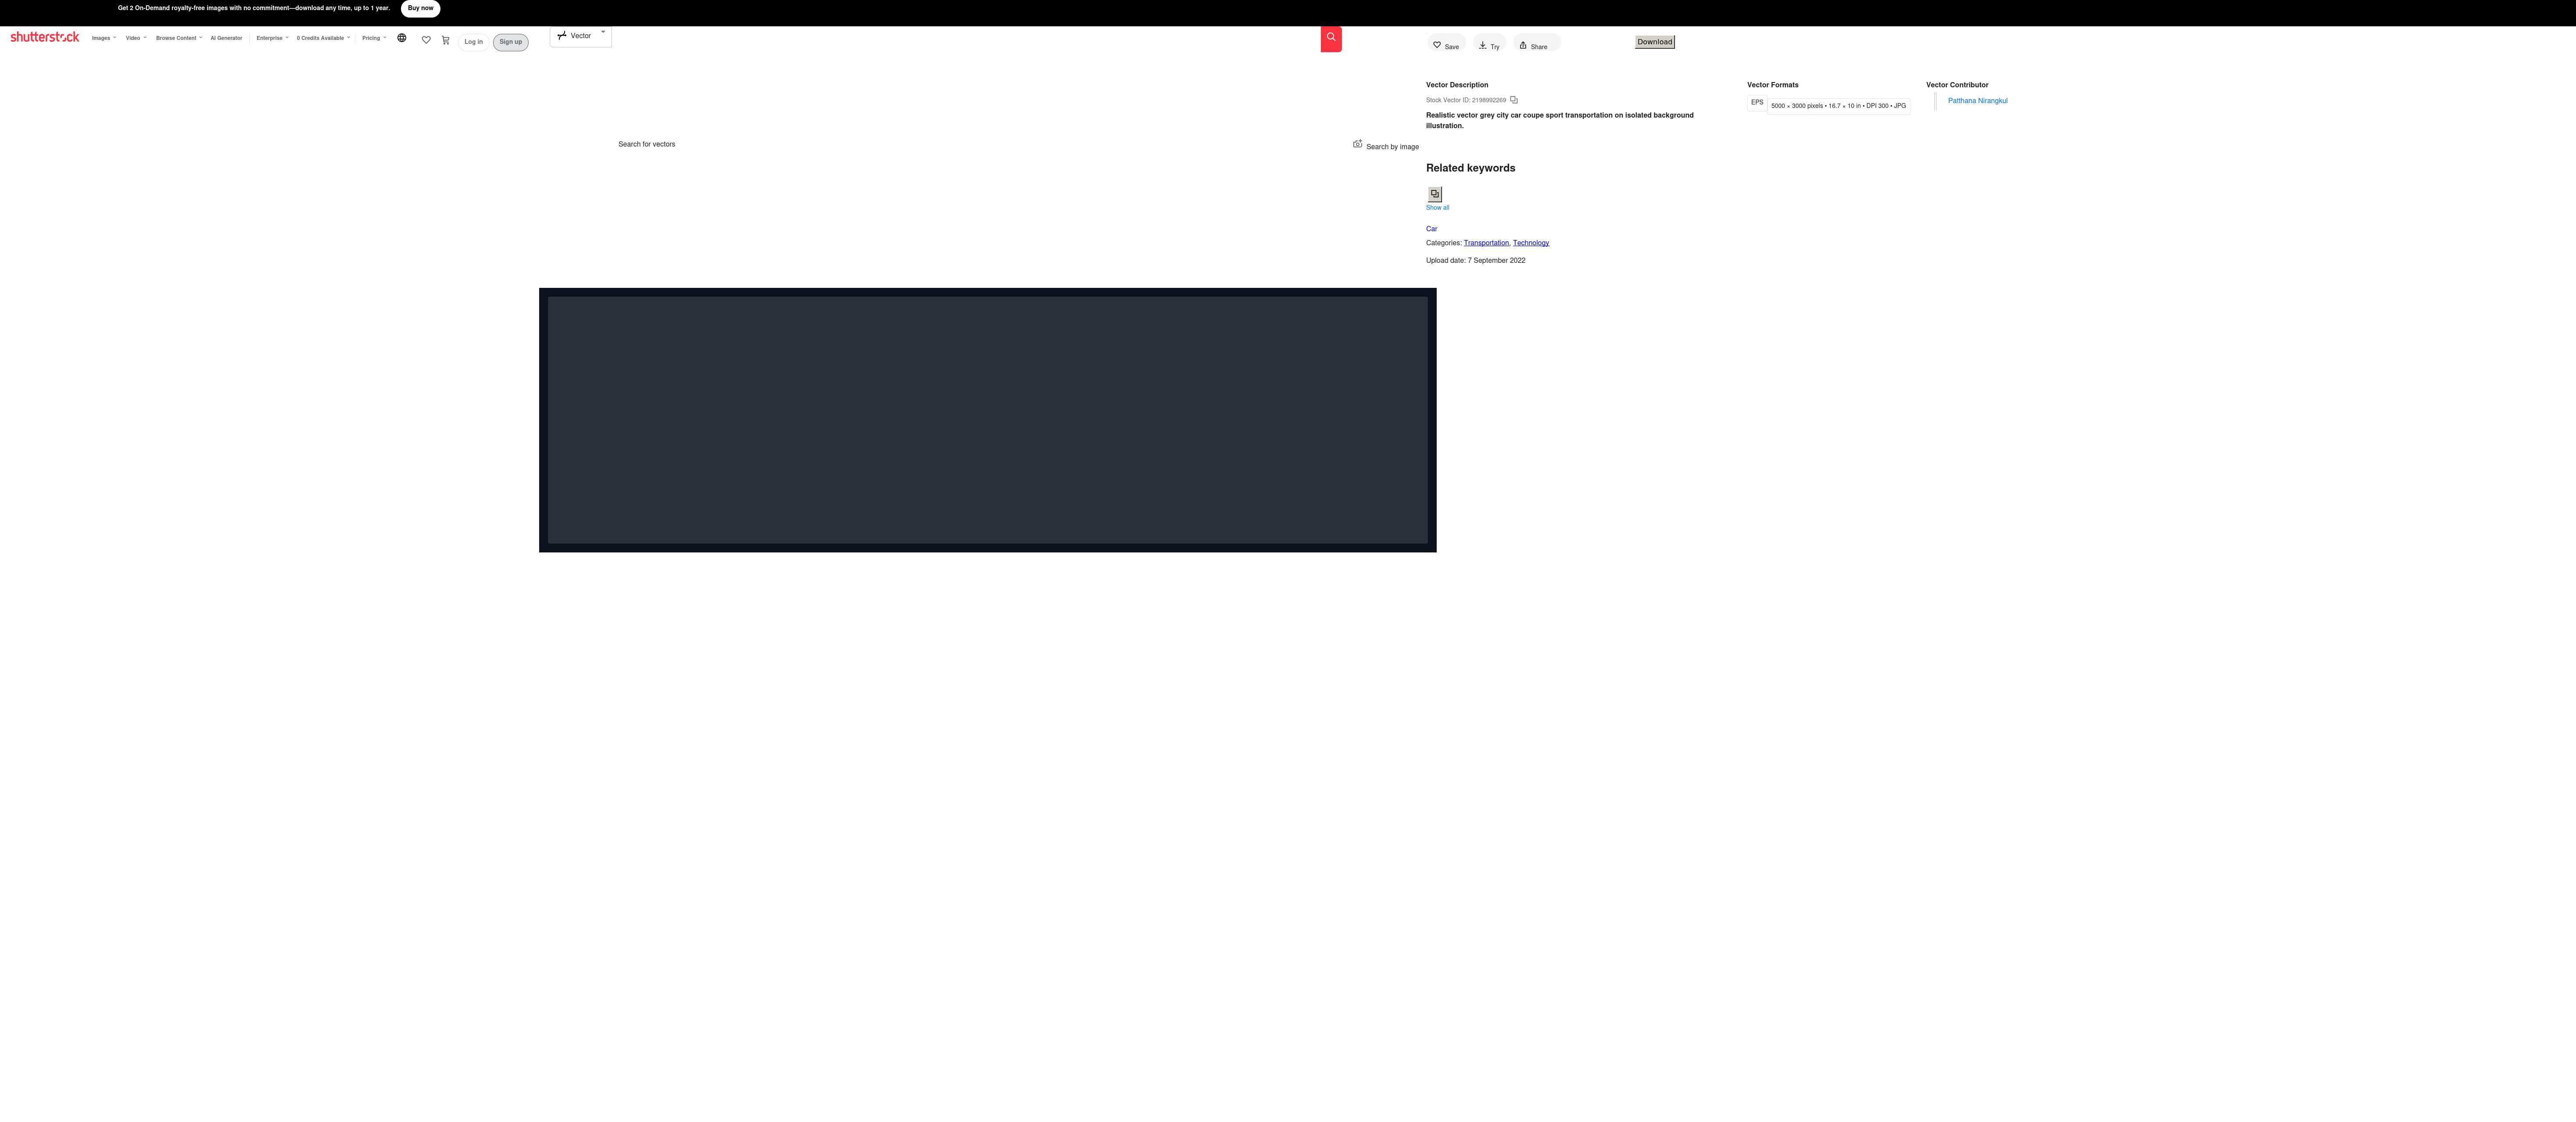 Get 2 On-Demand royalty-free images with no commitment—download any time, up to 1 year. Buy now
shutterstock Images Video Browse Content AI Generator Enterprise 0 Credits Available Pricing Log in Sign up Vector Save Try Share Download
Search for vectors
Search by image
Vector Description
Stock Vector ID: 2198992269
Realistic vector grey city car coupe sport transportation on isolated background
illustration.
Related keywords
Show all
Car
Categories: Transportation, Technology
Upload date: 7 September 2022
Vector Formats
EPS 5000 × 3000 pixels • 16.7 × 10 in • DPI 300 • JPG
Vector Contributor
Patthana Nirangkul